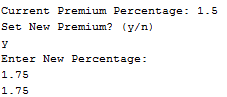 Current Premium Percentage: 1.5
Set New Premium? (y/n)
y
Enter New Percentage:
1.75
1.75